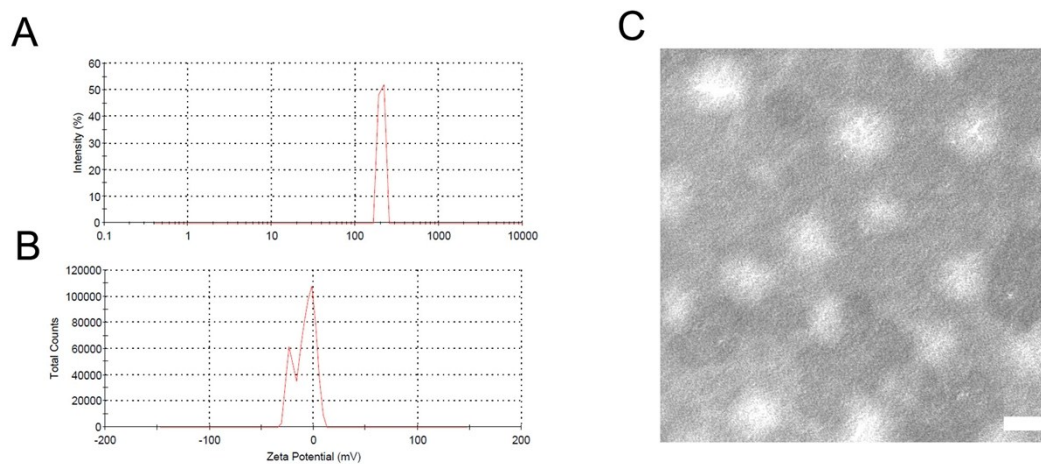 A
Intensity (%)
60
50
40
30
20
10
0
0.1 1 10 100 1000 10000
B
Total Counts
120000
100000
80000
60000
40000
20000
0
-200 -100 0 100 200
Zeta Potential (mV)
C